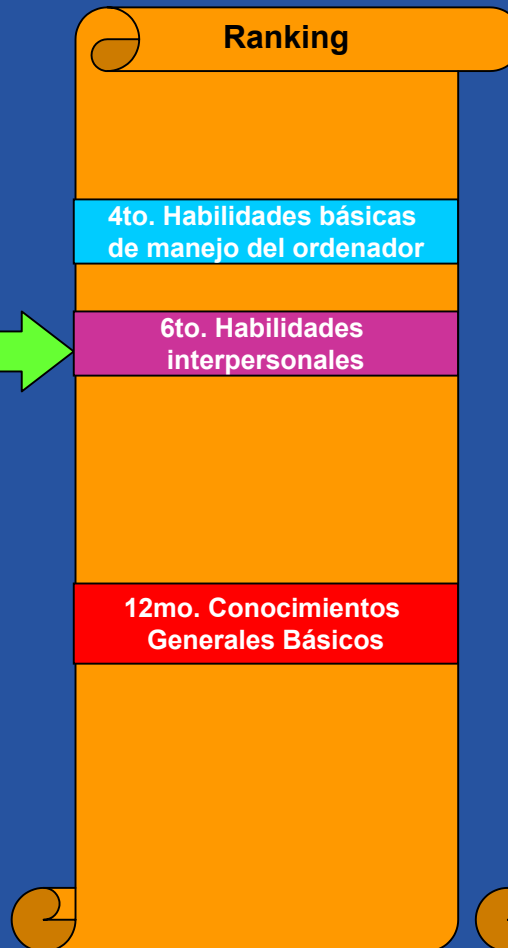 Ranking
4to. Habilidades básicas
de manejo del ordenador
6to. Habilidades
interpersonales
12mo. Conocimientos
Generales Básicos